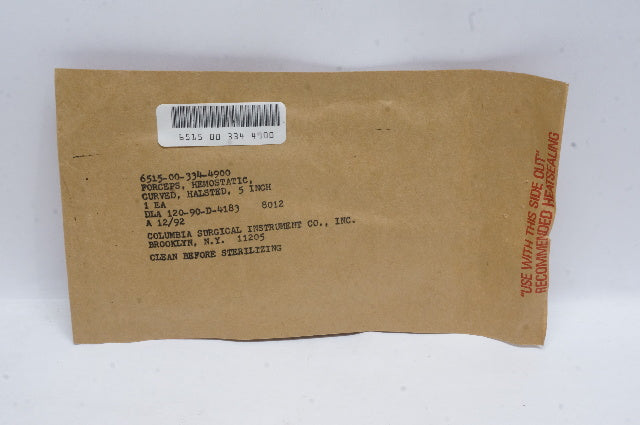 6515 00 334 4900
6515-00-334-4900
FORCEPS, HEMOSTATIC,
CURVED, HALSTED, 5 INCH
1 EA
DLA 120-90-D-4183 8012
A 12/92
COLUMBIA SURGICAL INSTRUMENT CO., INC.
BROOKLYN, N.Y. 11205
CLEAN BEFORE STERILIZING
"USE WITH THIS SIDE OUT"
RECOMMENDED HEATSEALING